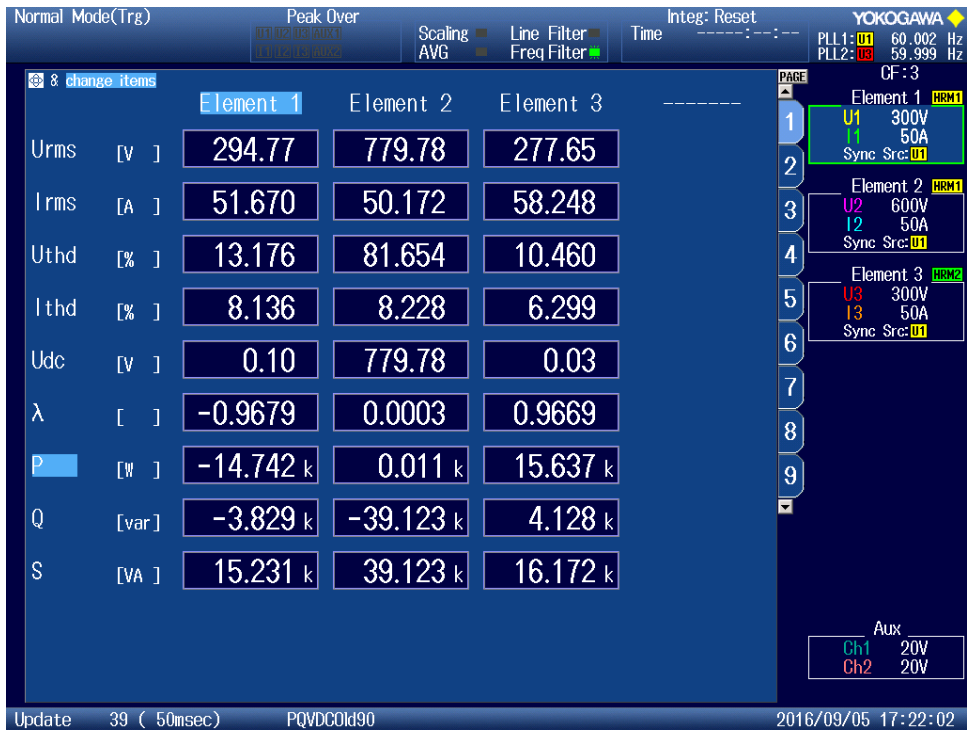 Normal Mode(Trg) Peak Over Scaling Line Filter Integ: Reset YOKOGAWA
AVG Freq Filter Time -----:--:--
PLL1: U1 60.002 Hz
PLL2: U3 59.999 Hz
& change items PAGE CF:3
Element 1 Element 2 Element 3 -------
Urms [V ] 294.77 779.78 277.65
Irms [A ] 51.670 50.172 58.248
Uthd [% ] 13.176 81.654 10.460
Ithd [% ] 8.136 8.228 6.299
Udc [V ] 0.10 779.78 0.03
λ [ ] -0.9679 0.0003 0.9669
P [W ] -14.742 k 0.011 k 15.637 k
Q [var] -3.829 k -39.123 k 4.128 k
S [VA ] 15.231 k 39.123 k 16.172 k
1
2
3
4
5
6
7
8
9
Element 1 HRM1
U1 300V
I1 50A
Sync Src: U1
Element 2 HRM1
U2 600V
I2 50A
Sync Src: U1
Element 3 HRM2
U3 300V
I3 50A
Sync Src: U1
Aux
Ch1 20V
Ch2 20V
Update 39 ( 50msec) PQVDCOld90 2016/09/05 17:22:02